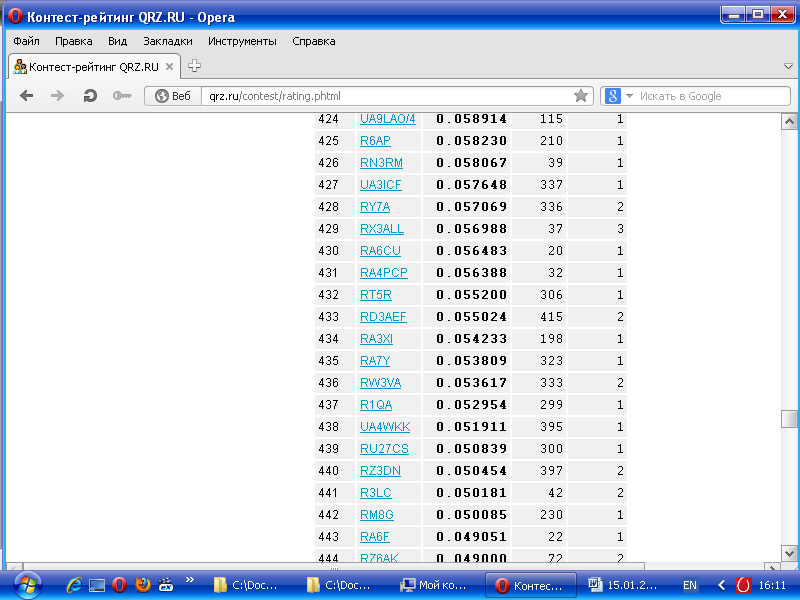 Контест-рейтинг QRZ.RU - Opera
Файл Правка Вид Закладки Инструменты Справка
Контест-рейтинг QRZ.RU
Веб qrz.ru/contest/rating.phtml Искать в Google
424 UA9LAO/4 0.058914 115 1
425 R6AP 0.058230 210 1
426 RN3RM 0.058067 39 1
427 UA3ICF 0.057648 337 1
428 RY7A 0.057069 336 2
429 RX3ALL 0.056988 37 3
430 RA6CU 0.056483 20 1
431 RA4PCP 0.056388 32 1
432 RT5R 0.055200 306 1
433 RD3AEF 0.055024 415 2
434 RA3XI 0.054233 198 1
435 RA7Y 0.053809 323 1
436 RW3VA 0.053617 333 2
437 R1QA 0.052954 299 1
438 UA4WKK 0.051911 395 1
439 RU27CS 0.050839 300 1
440 RZ3DN 0.050454 397 2
441 R3LC 0.050181 42 2
442 RM8G 0.050085 230 1
443 RA6F 0.049051 22 1
444 RZ6AK 0.049000 72 2
C:\Doc... C:\Doc... Мой ко... Контес... 15.01.2... EN 16:11